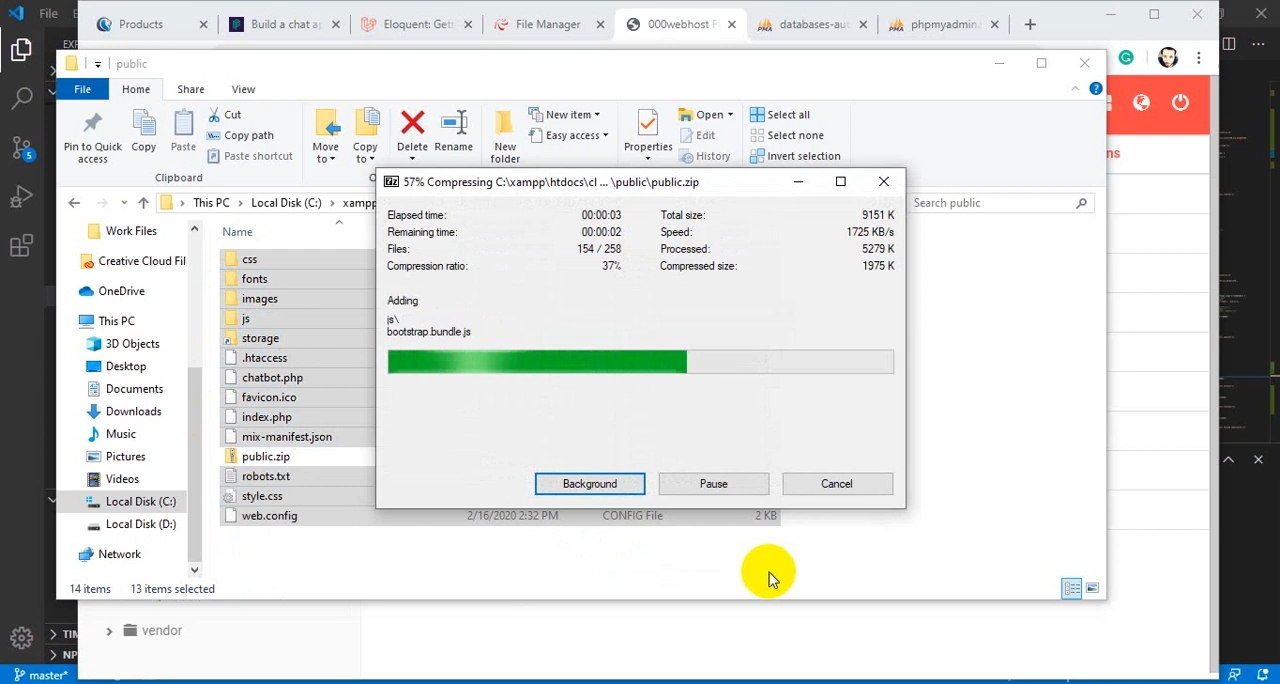 File
Products
Build a chat ap
Eloquent: Getti
File Manager
000webhost F
databases-aut
phpmyadmin.
public
File
Home
Share
View
Pin to Quick access
Copy
Paste
Cut
Copy path
Paste shortcut
Clipboard
Move to
Copy to
Delete
Rename
New folder
New item
Easy access
Properties
Open
Edit
History
Select all
Select none
Invert selection
This PC
Local Disk (C:)
xampp
Search public
57% Compressing C:\xampp\htdocs\cl ... \public\public.zip
Elapsed time: 00:00:03 Total size: 9151 K
Remaining time: 00:00:02 Speed: 1725 KB/s
Files: 154 / 258 Processed: 5279 K
Compression ratio: 37% Compressed size: 1975 K
Adding
js\
bootstrap.bundle.js
Background
Pause
Cancel
Work Files
Creative Cloud Fil
OneDrive
This PC
3D Objects
Desktop
Documents
Downloads
Music
Pictures
Videos
Local Disk (C:)
Local Disk (D:)
Network
Name
css
fonts
images
js
storage
.htaccess
chatbot.php
favicon.ico
index.php
mix-manifest.json
public.zip
robots.txt
style.css
web.config 2/16/2020 2:32 PM CONFIG File 2 KB
14 items 13 items selected
vendor
TIM
NP
master*
5
ns